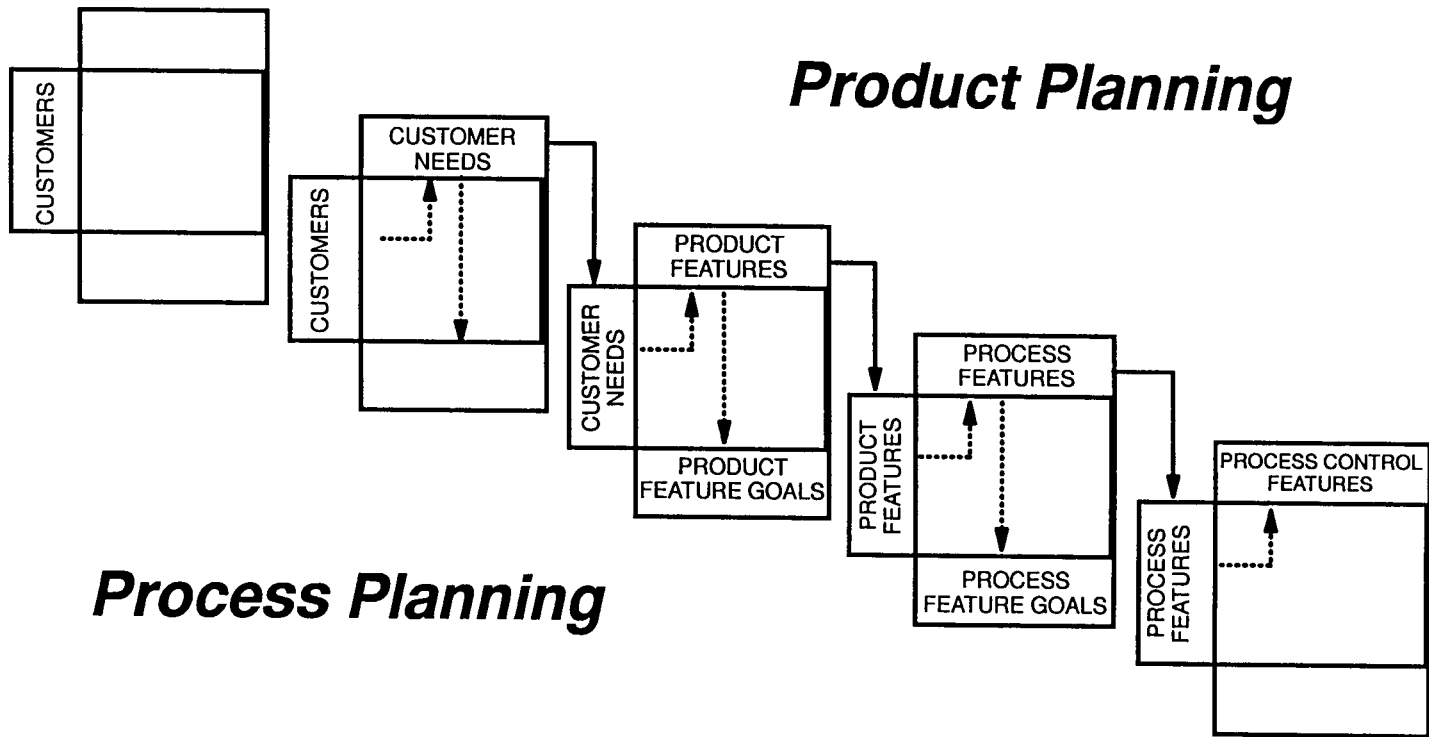 Product Planning
CUSTOMERS
CUSTOMER
NEEDS
CUSTOMERS
PRODUCT
FEATURES
CUSTOMER
NEEDS
PRODUCT
FEATURE GOALS
PROCESS
FEATURES
PRODUCT
FEATURES
PROCESS
FEATURE GOALS
PROCESS CONTROL
FEATURES
PROCESS
FEATURES
Process Planning